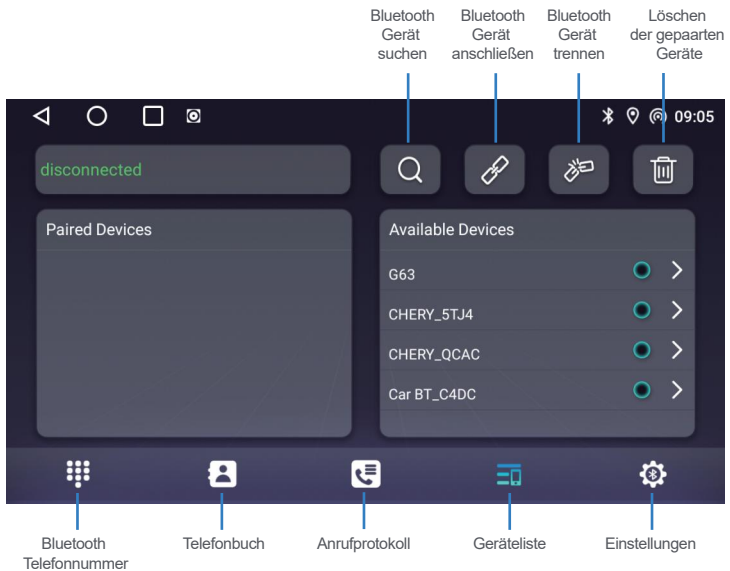 Bluetooth
Gerät
suchen
Bluetooth
Gerät
anschließen
Bluetooth
Gerät
trennen
Löschen
der gepaarten
Geräte
09:05
disconnected
Paired Devices
Available Devices
G63
CHERY_5TJ4
CHERY_QCAC
Car BT_C4DC
Bluetooth
Telefonnummer
Telefonbuch
Anrufprotokoll
Geräteliste
Einstellungen